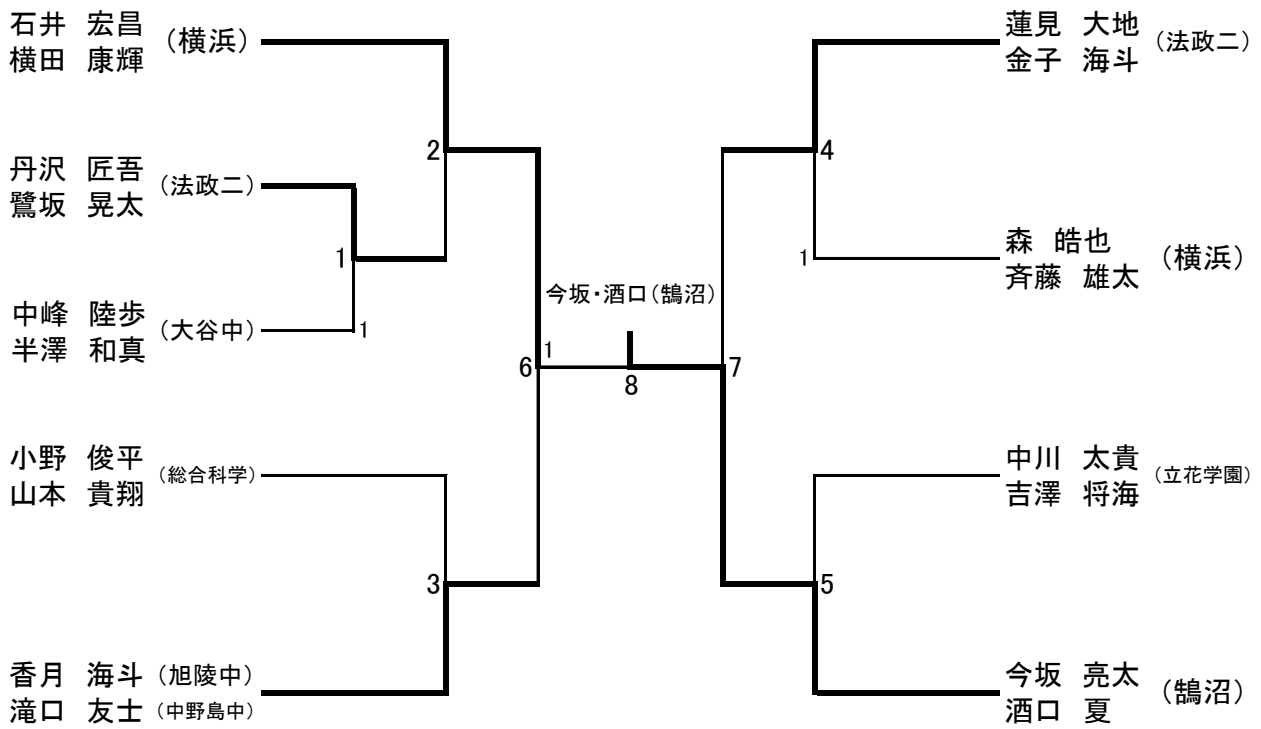 石井 宏昌
横田 康輝
(横浜)
丹沢 匠吾
鷺坂 晃太
(法政二)
中峰 陸歩
半澤 和真
(大谷中)
小野 俊平
山本 貴翔
(総合科学)
香月 海斗 (旭陵中)
滝口 友士 (中野島中)
2
1
1
3
6
1
今坂・酒口(鵠沼)
8
7
4
1
5
蓮見 大地
金子 海斗
(法政二)
森 皓也
斉藤 雄太
(横浜)
中川 太貴
吉澤 将海
(立花学園)
今坂 亮太
酒口 夏
(鵠沼)